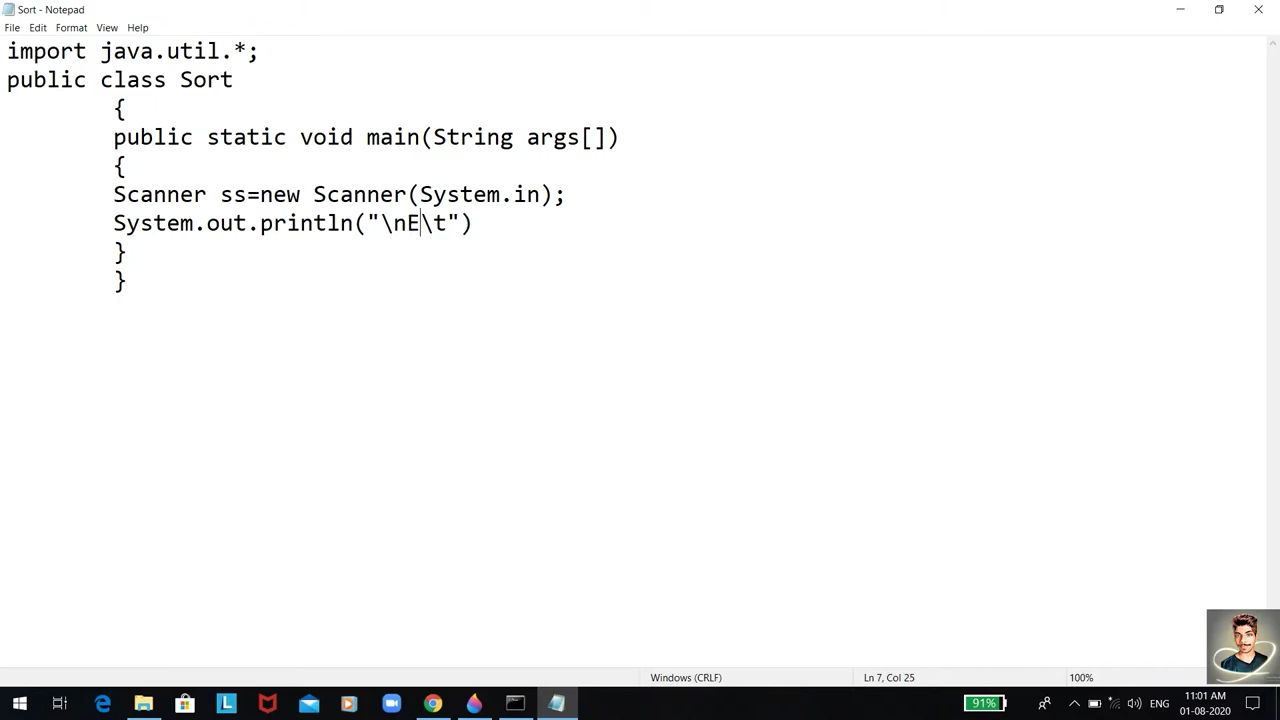 Sort - Notepad
File Edit Format View Help
import java.util.*;
public class Sort
{
public static void main(String args[])
{
Scanner ss=new Scanner(System.in);
System.out.println("\nE\t")
}
}
Windows (CRLF) Ln 7, Col 25 100%
91% ENG 11:01 AM
01-08-2020